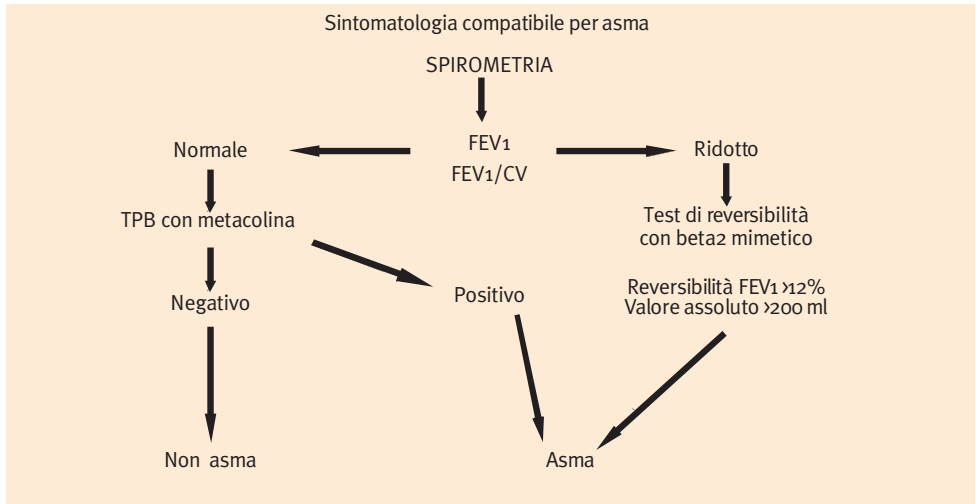 Sintomatologia compatibile per asma
SPIROMETRIA
FEV1
FEV1/CV
Normale
Ridotto
TPB con metacolina
Test di reversibilità
con beta2 mimetico
Negativo
Positivo
Reversibilità FEV1 >12%
Valore assoluto >200 ml
Non asma
Asma